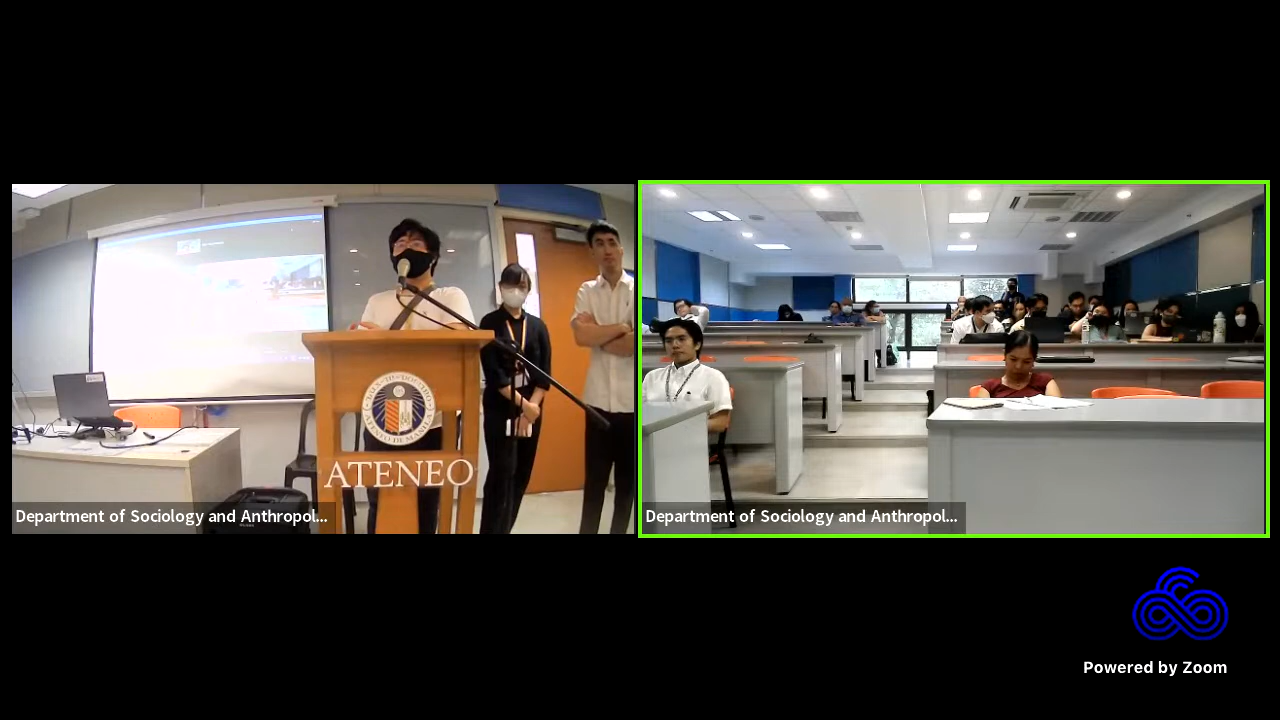 ATENEO
Department of Sociology and Anthropol...
Department of Sociology and Anthropol...
Powered by Zoom